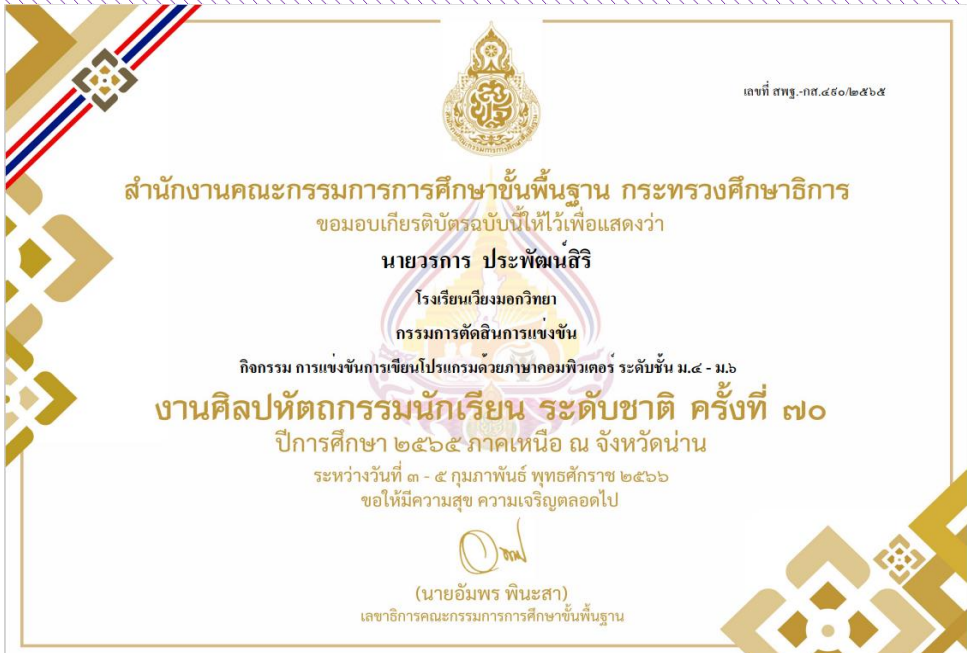 เลขที่ สพฐ.-กส.๔๙๐/๒๕๖๕
สำนักงานคณะกรรมการการศึกษาขั้นพื้นฐาน กระทรวงศึกษาธิการ
ขอมอบเกียรติบัตรฉบับนี้ให้ไว้เพื่อแสดงว่า
นายวรการ ประพัฒน์สิริ
โรงเรียนเวียงมอกวิทยา
กรรมการตัดสินการแข่งขัน
กิจกรรม การแข่งขันการเขียนโปรแกรมด้วยภาษาคอมพิวเตอร์ ระดับชั้น ม.๔ - ม.๖
งานศิลปหัตถกรรมนักเรียน ระดับชาติ ครั้งที่ ๗๐
ปีการศึกษา ๒๕๖๕ ภาคเหนือ ณ จังหวัดน่าน
ระหว่างวันที่ ๓ - ๕ กุมภาพันธ์ พุทธศักราช ๒๕๖๖
ขอให้มีความสุข ความเจริญตลอดไป
(นายอัมพร พินะสา)
เลขาธิการคณะกรรมการการศึกษาขั้นพื้นฐาน